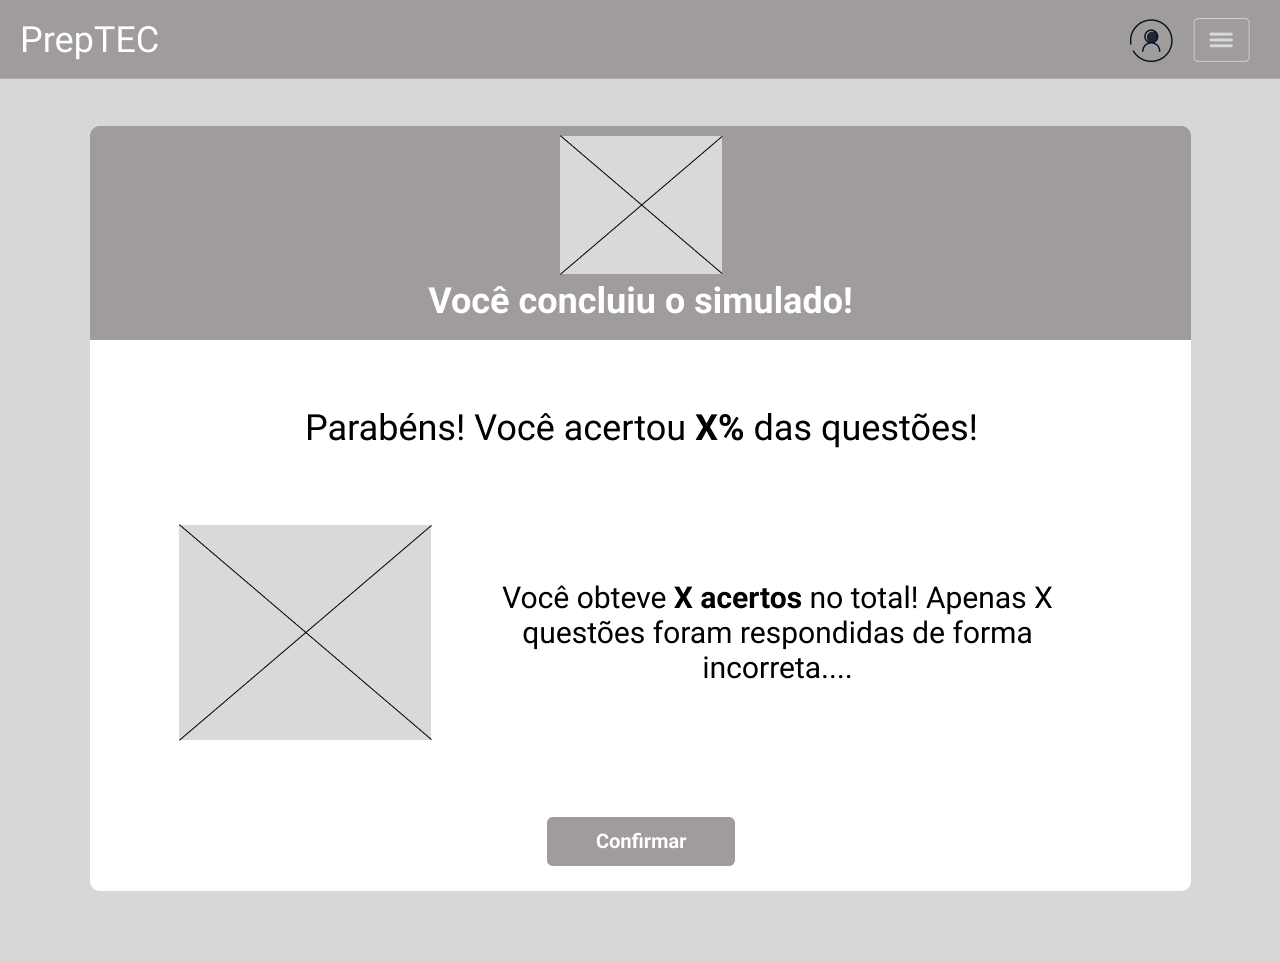 PrepTEC
Você concluiu o simulado!
Parabéns! Você acertou X% das questões!
Você obteve X acertos no total! Apenas X
questões foram respondidas de forma
incorreta....
Confirmar